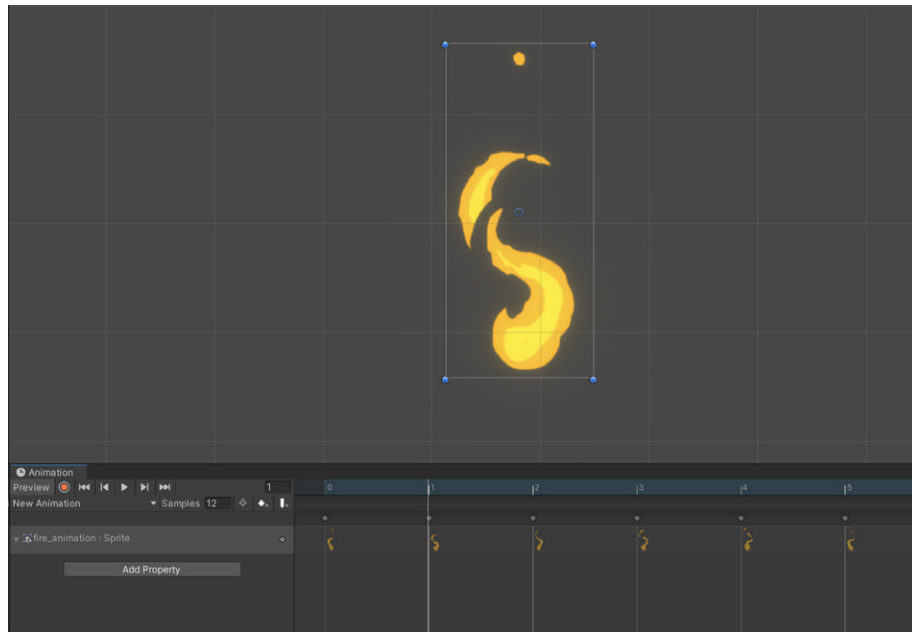 Animation
Preview 1 0 1 2 3 4 5
New Animation Samples 12
fire_animation : Sprite
Add Property